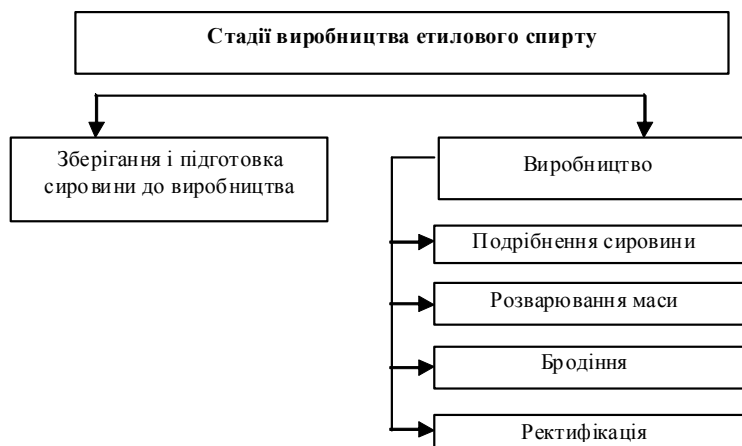 Стадії виробництва етилового спирту
Зберігання і підготовка
сировини до виробництва
Виробництво
Подрібнення сировини
Розварювання маси
Бродіння
Ректифікація